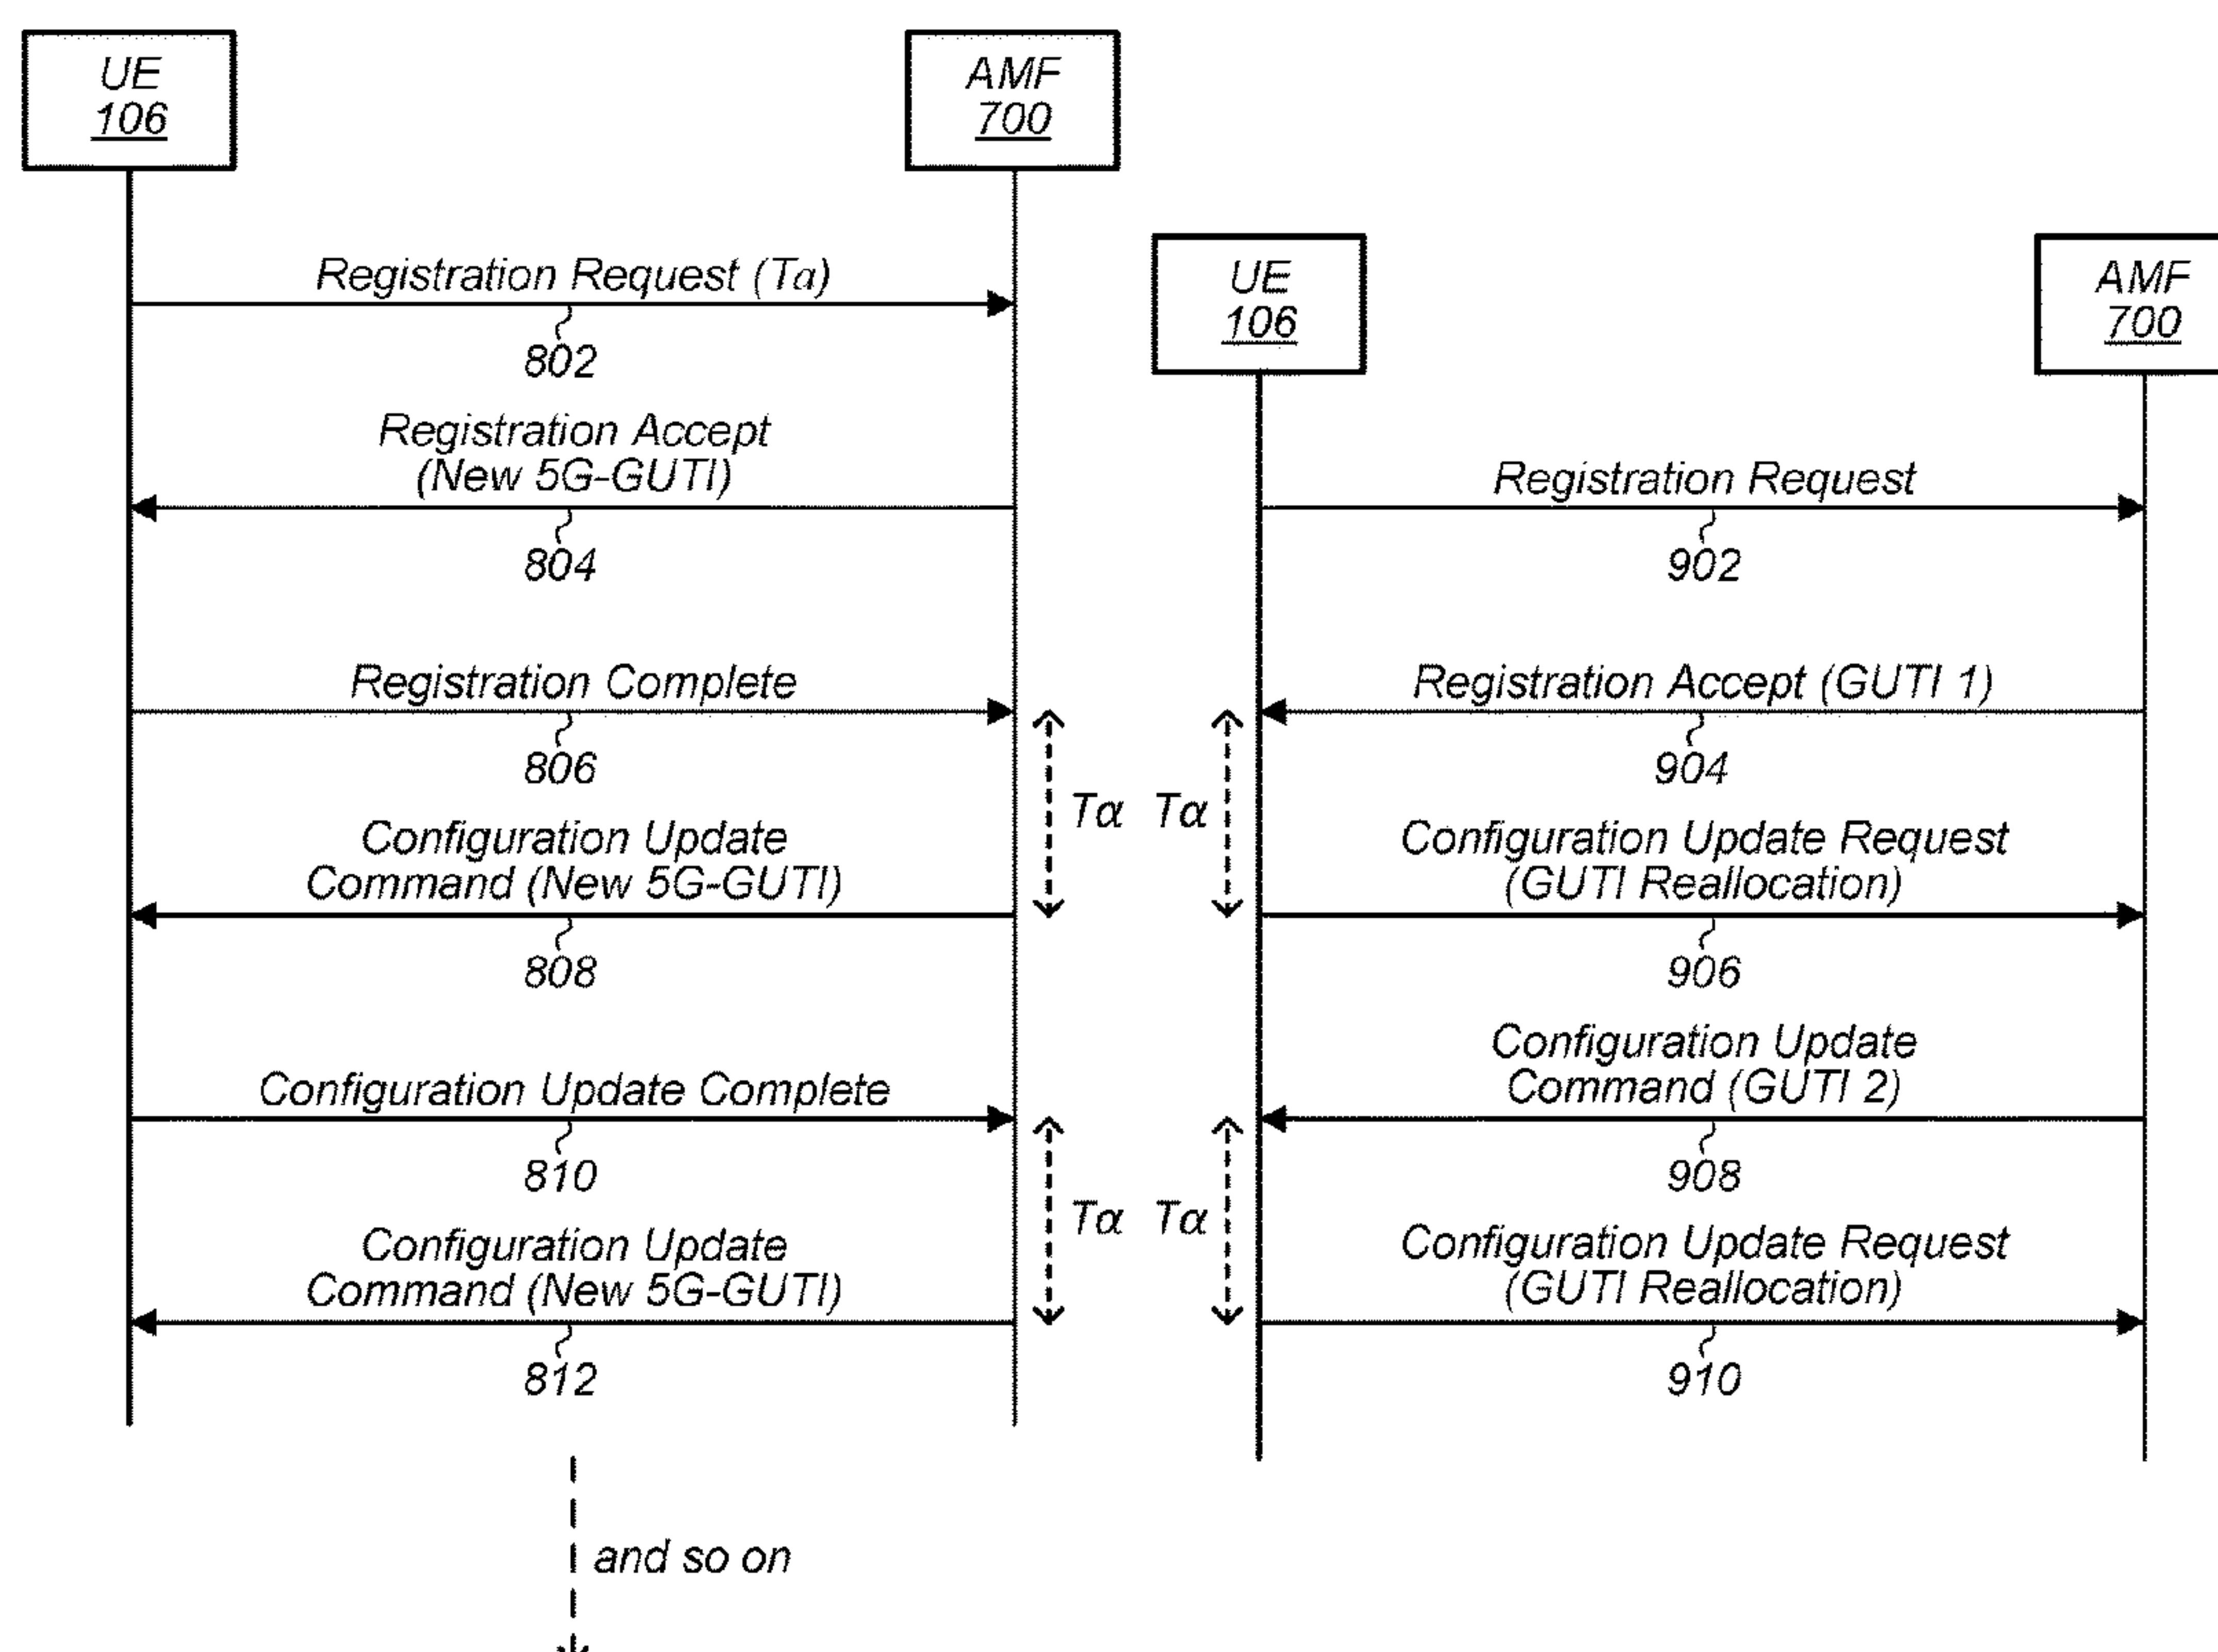 UE
106
AMF
700
Registration Request (Tα)
802
Registration Accept
(New 5G-GUTI)
804
Registration Complete
806
Tα
Configuration Update
Command (New 5G-GUTI)
808
Configuration Update Complete
810
Tα
Configuration Update
Command (New 5G-GUTI)
812
and so on
UE
106
AMF
700
Registration Request
902
Registration Accept (GUTI 1)
904
Tα
Configuration Update Request
(GUTI Reallocation)
906
Configuration Update
Command (GUTI 2)
908
Tα
Configuration Update Request
(GUTI Reallocation)
910